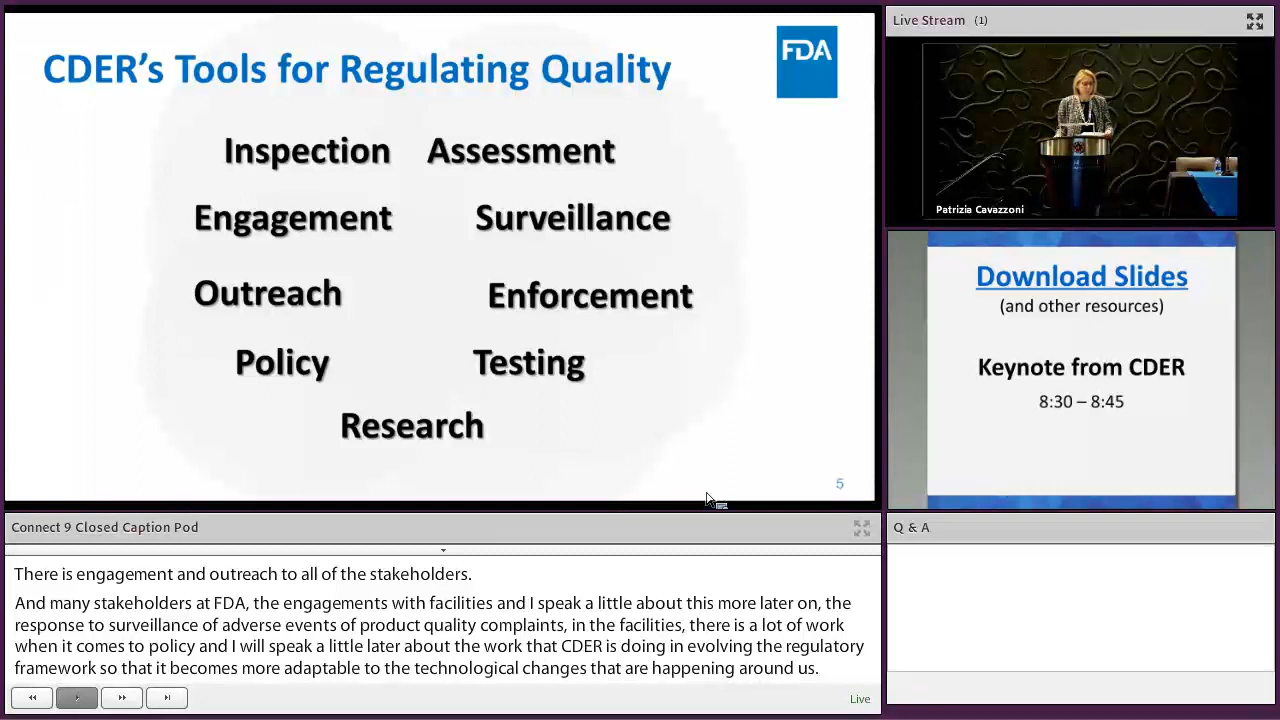 CDER's Tools for Regulating Quality
FDA
Inspection Assessment
Engagement Surveillance
Outreach Enforcement
Policy Testing
Research
5
Live Stream (1)
Patrizia Cavazzoni
Download Slides
(and other resources)
Keynote from CDER
8:30 – 8:45
Connect 9 Closed Caption Pod
There is engagement and outreach to all of the stakeholders.
And many stakeholders at FDA, the engagements with facilities and I speak a little about this more later on, the
response to surveillance of adverse events of product quality complaints, in the facilities, there is a lot of work
when it comes to policy and I will speak a little later about the work that CDER is doing in evolving the regulatory
framework so that it becomes more adaptable to the technological changes that are happening around us.
Live
Q & A